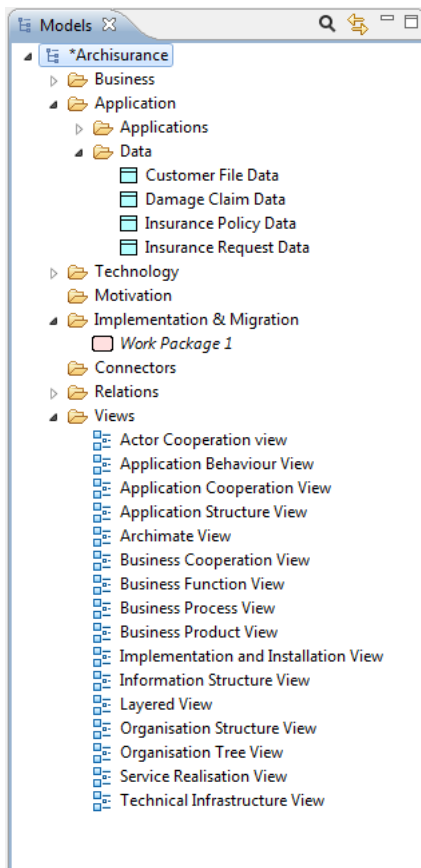 Models
*Archisurance
Business
Application
Applications
Data
Customer File Data
Damage Claim Data
Insurance Policy Data
Insurance Request Data
Technology
Motivation
Implementation & Migration
Work Package 1
Connectors
Relations
Views
Actor Cooperation view
Application Behaviour View
Application Cooperation View
Application Structure View
Archimate View
Business Cooperation View
Business Function View
Business Process View
Business Product View
Implementation and Installation View
Information Structure View
Layered View
Organisation Structure View
Organisation Tree View
Service Realisation View
Technical Infrastructure View